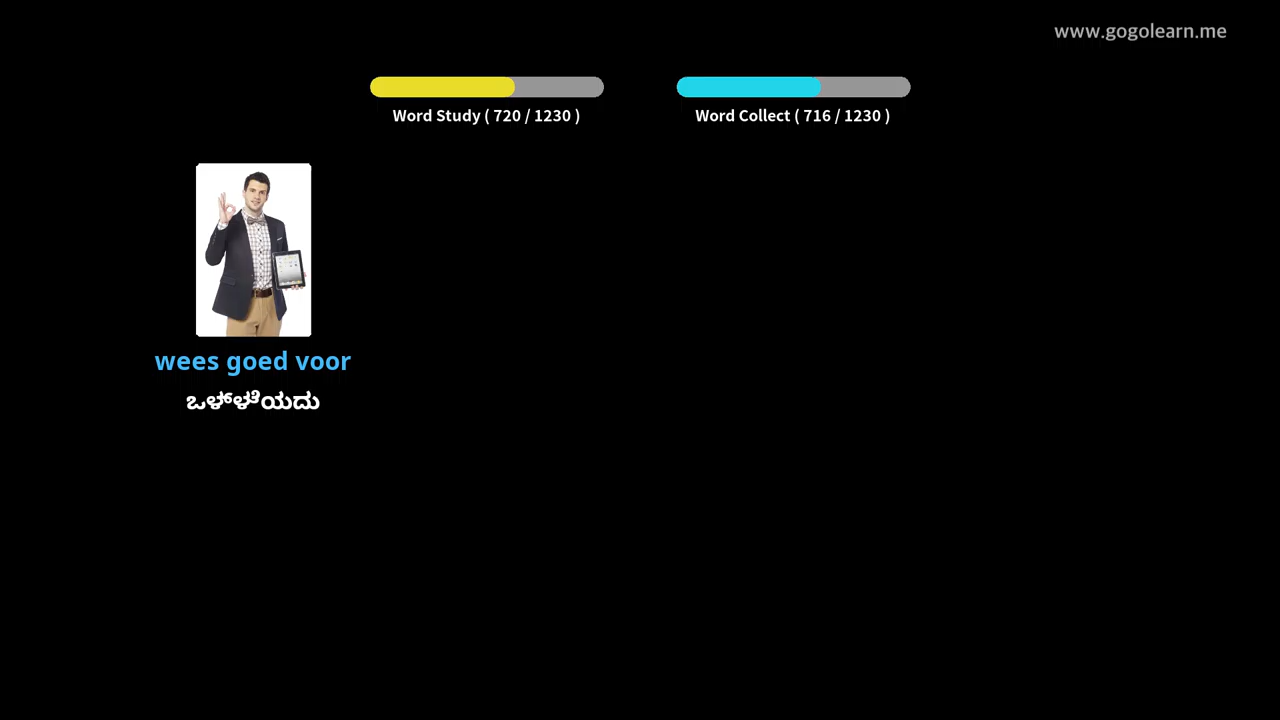 www.gogolearn.me
Word Study ( 720 / 1230 )
Word Collect ( 716 / 1230 )
wees goed voor
ಒಳ್ಳೆಯದು